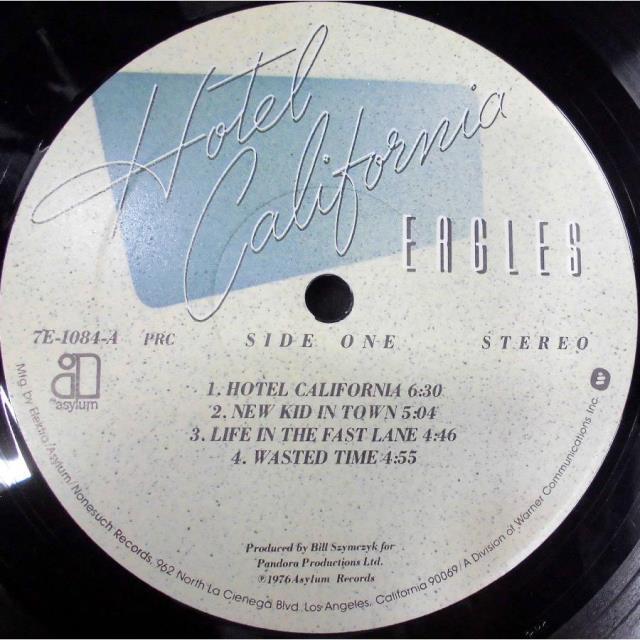 Hotel
California
EAGLES
7E-1084-A PRC SIDE ONE STEREO
asylum
1. HOTEL CALIFORNIA 6:30
2. NEW KID IN TOWN 5:04
3. LIFE IN THE FAST LANE 4:46
4. WASTED TIME 4:55
Produced by Bill Szymczyk for
Pandora Productions Ltd.
℗1976 Asylum Records
Mfg. by Elektra/Asylum/Nonesuch Records, 962 North La Cienega Blvd. Los Angeles, California 90069/A Division of Warner Communications Inc.